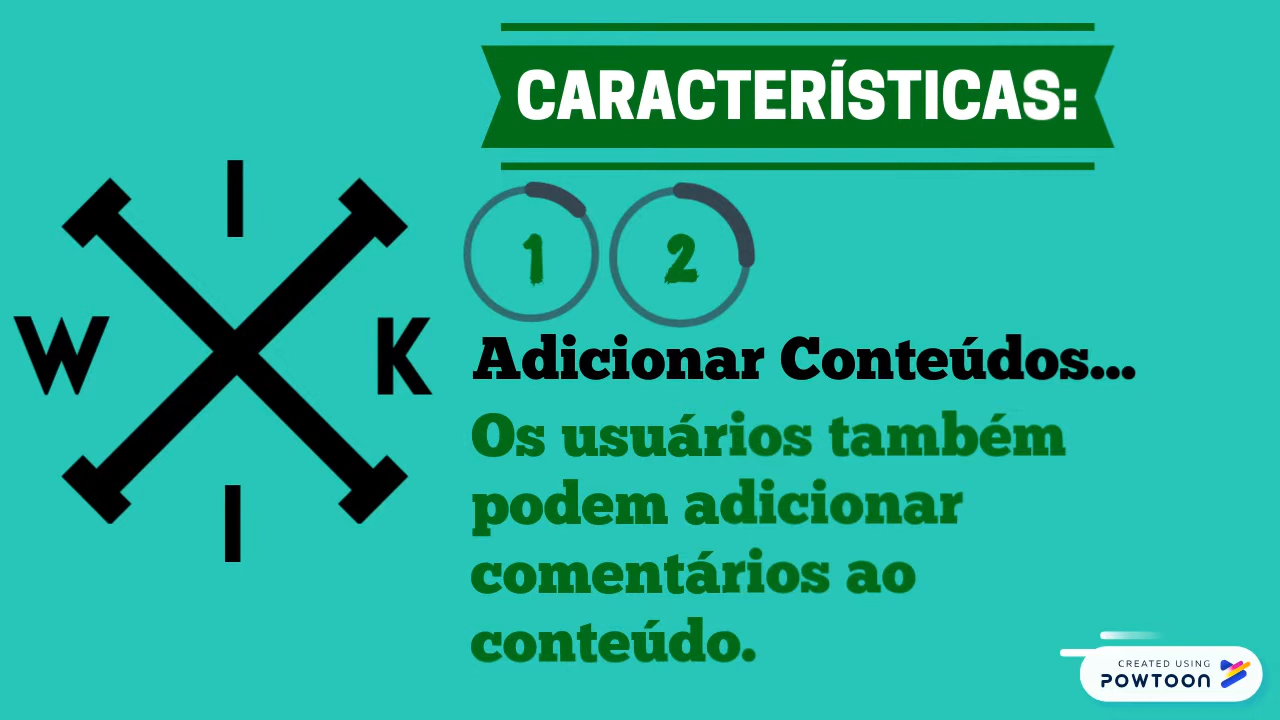 CARACTERÍSTICAS:
I
W K
I
1 2
Adicionar Conteúdos...
Os usuários também
podem adicionar
comentários ao
conteúdo.
CREATED USING
POWTOON